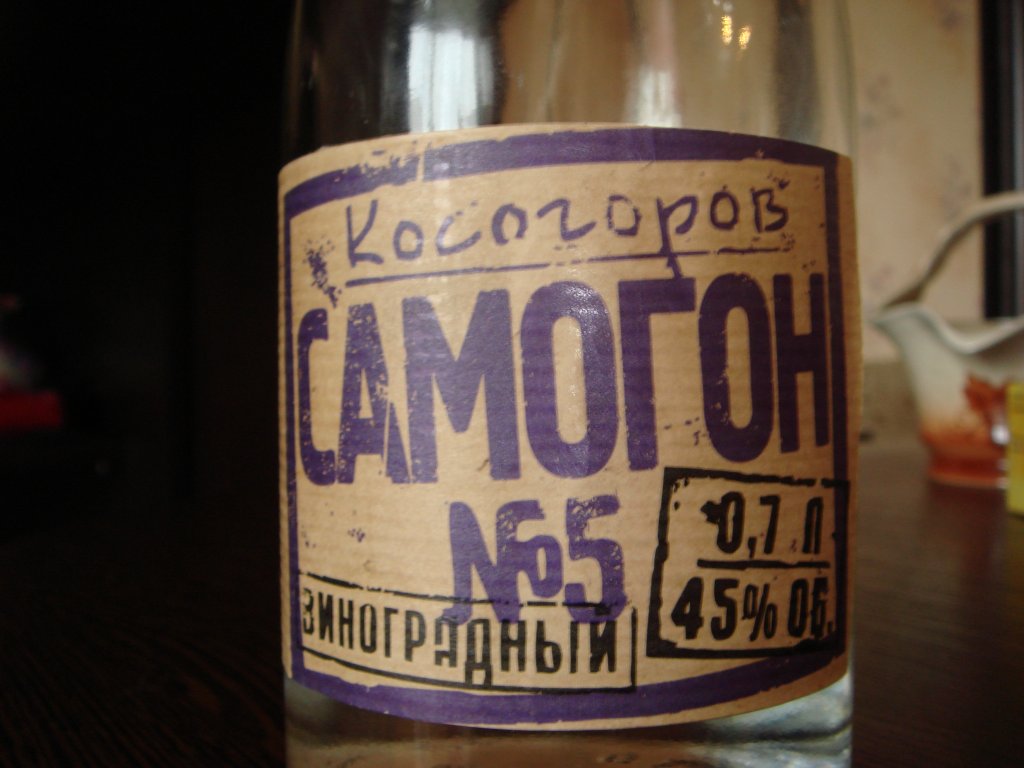 Косогоров
САМОГОН
№5
0,7 л
45% об.
ВИНОГРАДНЫЙ